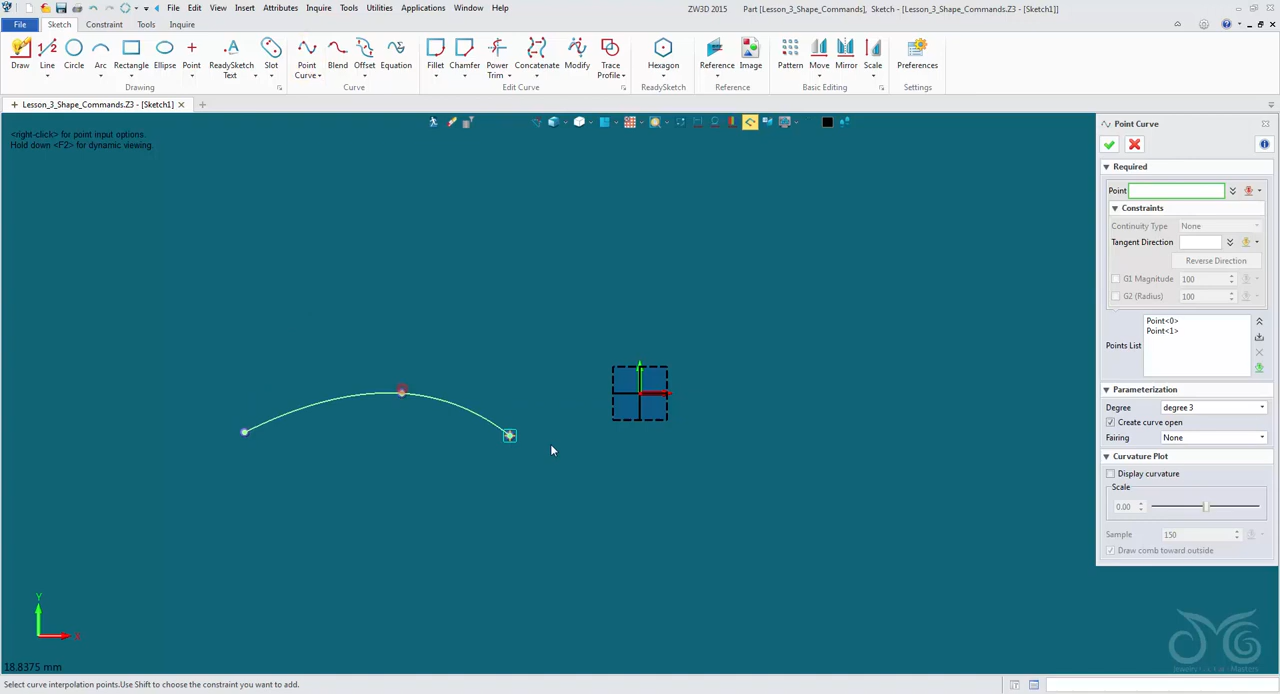 ZW3D 2015 Part [Lesson_3_Shape_Commands], Sketch - [Lesson_3_Shape_Commands.Z3 - [Sketch1]]
File Edit View Insert Attributes Inquire Tools Utilities Applications Window Help
File Sketch Constraint Tools Inquire
Draw Line Circle Arc Rectangle Ellipse Point ReadySketch Text Slot Point Curve Blend Offset Equation Fillet Chamfer Power Trim Concatenate Modify Trace Profile Hexagon Reference Image Pattern Move Mirror Scale Preferences
Drawing Curve Edit Curve ReadySketch Reference Basic Editing Settings
Lesson_3_Shape_Commands.Z3 - [Sketch1]
<right-click> for point input options.
Hold down <F2> for dynamic viewing.
Point Curve
Required
Point
Constraints
Continuity Type None
Tangent Direction
Reverse Direction
G1 Magnitude 100
G2 (Radius) 100
Point<0>
Point<1>
Points List
Parameterization
Degree degree 3
Create curve open
Fairing None
Curvature Plot
Display curvature
Scale
0.00
Sample 150
Draw comb toward outside
Y
X
18.8375 mm
Select curve interpolation points.Use Shift to choose the constraint you want to add.